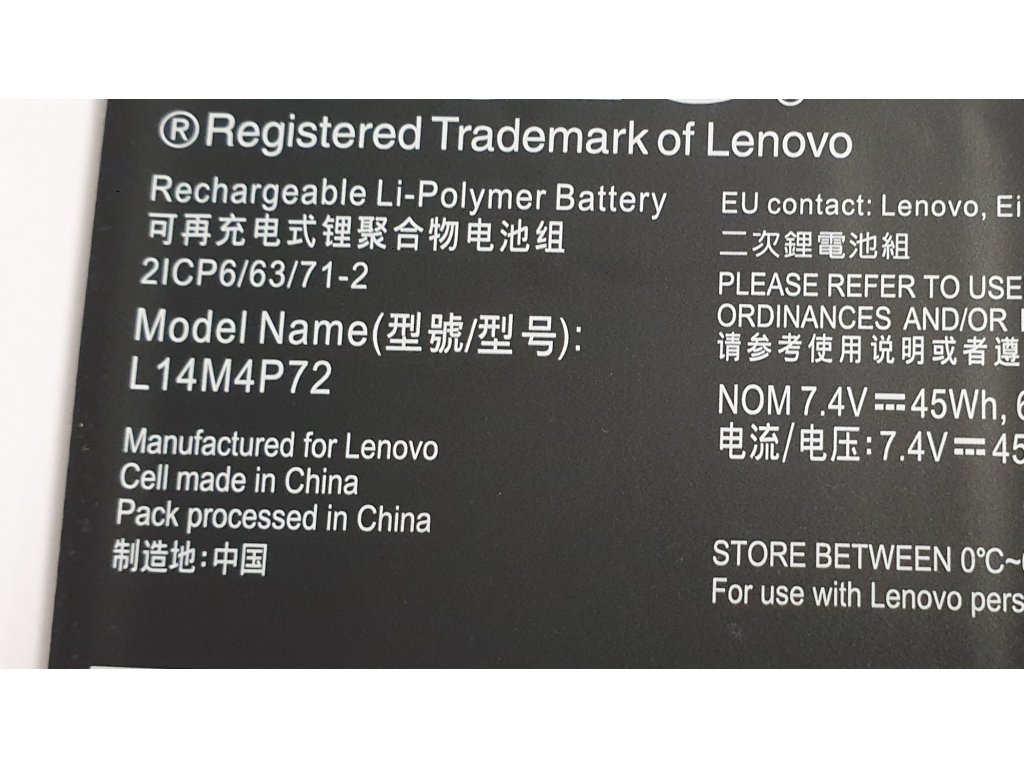 ®Registered Trademark of Lenovo
Rechargeable Li-Polymer Battery
可再充电式锂聚合物电池组
2ICP6/63/71-2
Model Name(型號/型号):
L14M4P72
Manufactured for Lenovo
Cell made in China
Pack processed in China
制造地:中国
EU contact: Lenovo, Ei
二次鋰電池組
PLEASE REFER TO USE
ORDINANCES AND/OR
请参考使用说明或者遵
NOM 7.4V⎓45Wh, 6
电流/电压:7.4V⎓45
STORE BETWEEN 0℃~
For use with Lenovo pers